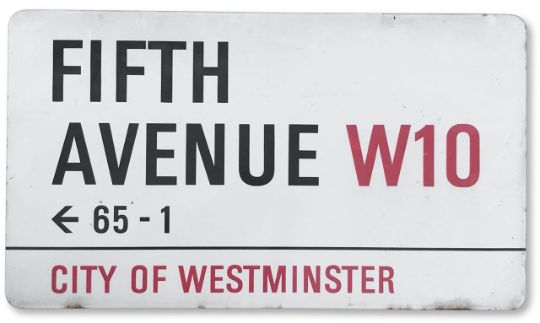 FIFTH
AVENUE W10
← 65 - 1
CITY OF WESTMINSTER